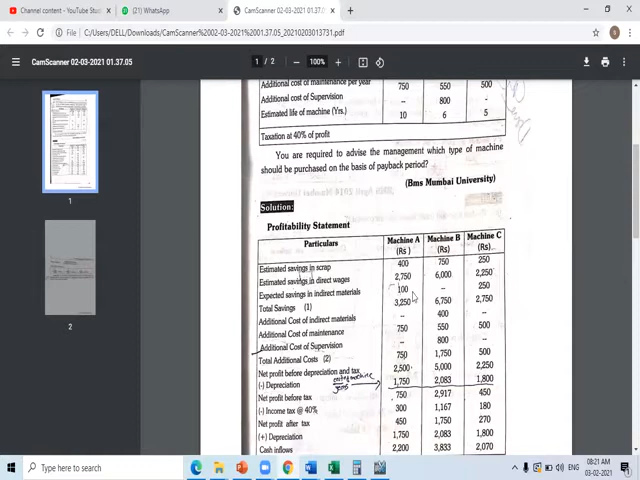 Channel content - YouTube Stud
(21) WhatsApp
CamScanner 02-03-2021 01.37.05
File | C:/Users/DELL/Downloads/CamScanner%2002-03-2021%2001.37.05_20210203013731.pdf
CamScanner 02-03-2021 01.37.05
1 / 2
100%
1
2
Additional cost of maintenance per year 750 550 500
Additional cost of Supervision -- 800 -
Estimated life of machine (Yrs.) 10 6 5
Taxation at 40% of profit
You are required to advise the management which type of machine
should be purchased on the basis of payback period?
(Bms Mumbai University)
Solution:
Profitability Statement
Particulars Machine A (Rs ) Machine B (Rs) Machine C (Rs)
Estimated savings in scrap 400 750 250
Estimated savings in direct wages 2,750 6,000 2,250
Expected savings in indirect materials 100 -- 250
Total Savings (1) 3,250 6,750 2,750
Additional Cost of indirect materials -- 400 --
Additional Cost of maintenance 750 550 500
Additional Cost of Supervision -- 800 --
Total Additional Costs (2) 750 1,750 500
Net profit before depreciation and tax 2,500 5,000 2,250
(-) Depreciation 1,750 2,083 1,800
Net profit before tax 750 2,917 450
(-) Income tax @ 40% 300 1,167 180
Net profit after tax 450 1,750 270
(+) Depreciation 1,750 2,083 1,800
Cash inflows 2,200 3,833 2,070
Type here to search
ENG
08:21 AM
03-02-2021